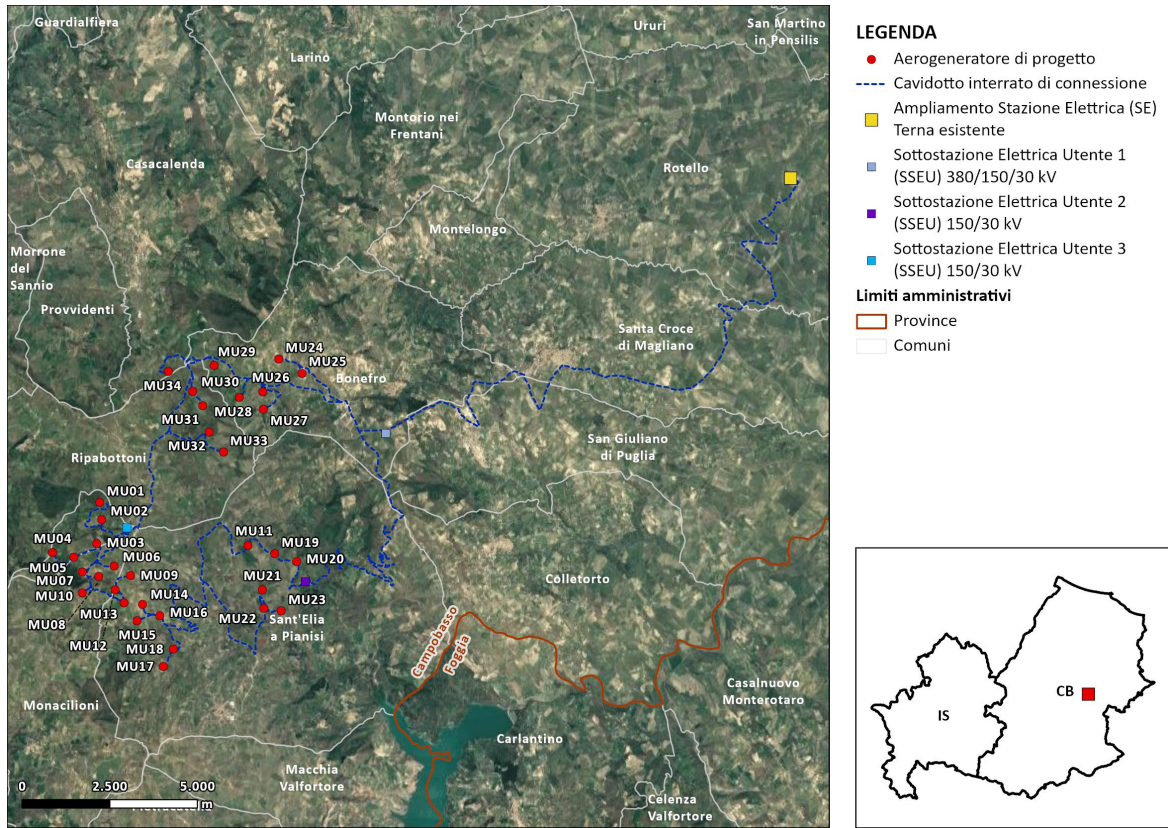 Guardialfiera
Ururi
San Martino
in Pensilis
Larino
Montorio nei
Frentani
Casacalenda
Rotello
Montelongo
Morrone
del
Sannio
Provvidenti
Santa Croce
di Magliano
MU29
MU24
MU25
MU34
MU30
MU26
Bonefro
MU31
MU28
MU27
MU32
MU33
San Giuliano
di Puglia
Ripabottoni
MU01
MU02
MU04
MU03
MU11
MU19
MU05
MU06
MU20
MU07
MU09
MU21
Colletorto
MU10
MU14
MU23
MU08
MU13
MU16
MU22
Sant'Elia
a Pianisi
MU12
MU15
MU18
MU17
Campobasso
Foggia
Monacilioni
Casalnuovo
Monterotaro
Carlantino
Macchia
Valfortore
Celenza
Valfortore
0 2.500 5.000
m
LEGENDA
Aerogeneratore di progetto
Cavidotto interrato di connessione
Ampliamento Stazione Elettrica (SE)
Terna esistente
Sottostazione Elettrica Utente 1
(SSEU) 380/150/30 kV
Sottostazione Elettrica Utente 2
(SSEU) 150/30 kV
Sottostazione Elettrica Utente 3
(SSEU) 150/30 kV
Limiti amministrativi
Province
Comuni
CB
IS